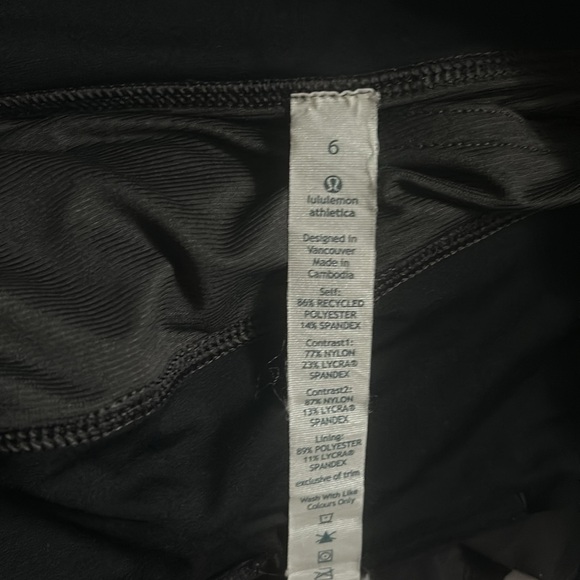 6
lululemon
athletica
Designed in
Vancouver
Made in
Cambodia
Self:
86% RECYCLED
POLYESTER
14% SPANDEX
Contrast1:
77% NYLON
23% LYCRA®
SPANDEX
Contrast2:
87% NYLON
13% LYCRA®
SPANDEX
Lining:
89% POLYESTER
11% LYCRA®
SPANDEX
exclusive of trim
Wash With Like
Colours Only